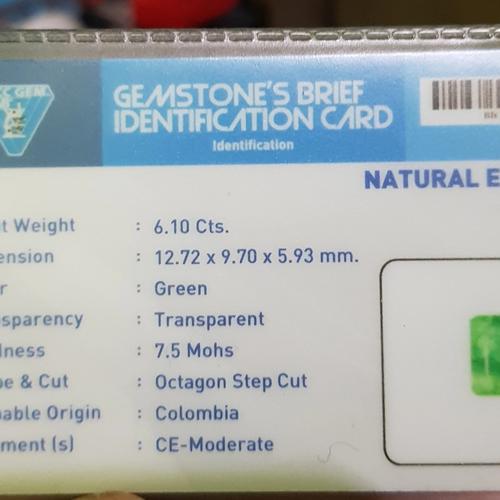 GEMSTONE'S BRIEF
IDENTIFICATION CARD
Identification
NATURAL E
t Weight : 6.10 Cts.
ension : 12.72 x 9.70 x 5.93 mm.
r : Green
sparency : Transparent
dness : 7.5 Mohs
e & Cut : Octagon Step Cut
able Origin : Colombia
ment (s) : CE-Moderate